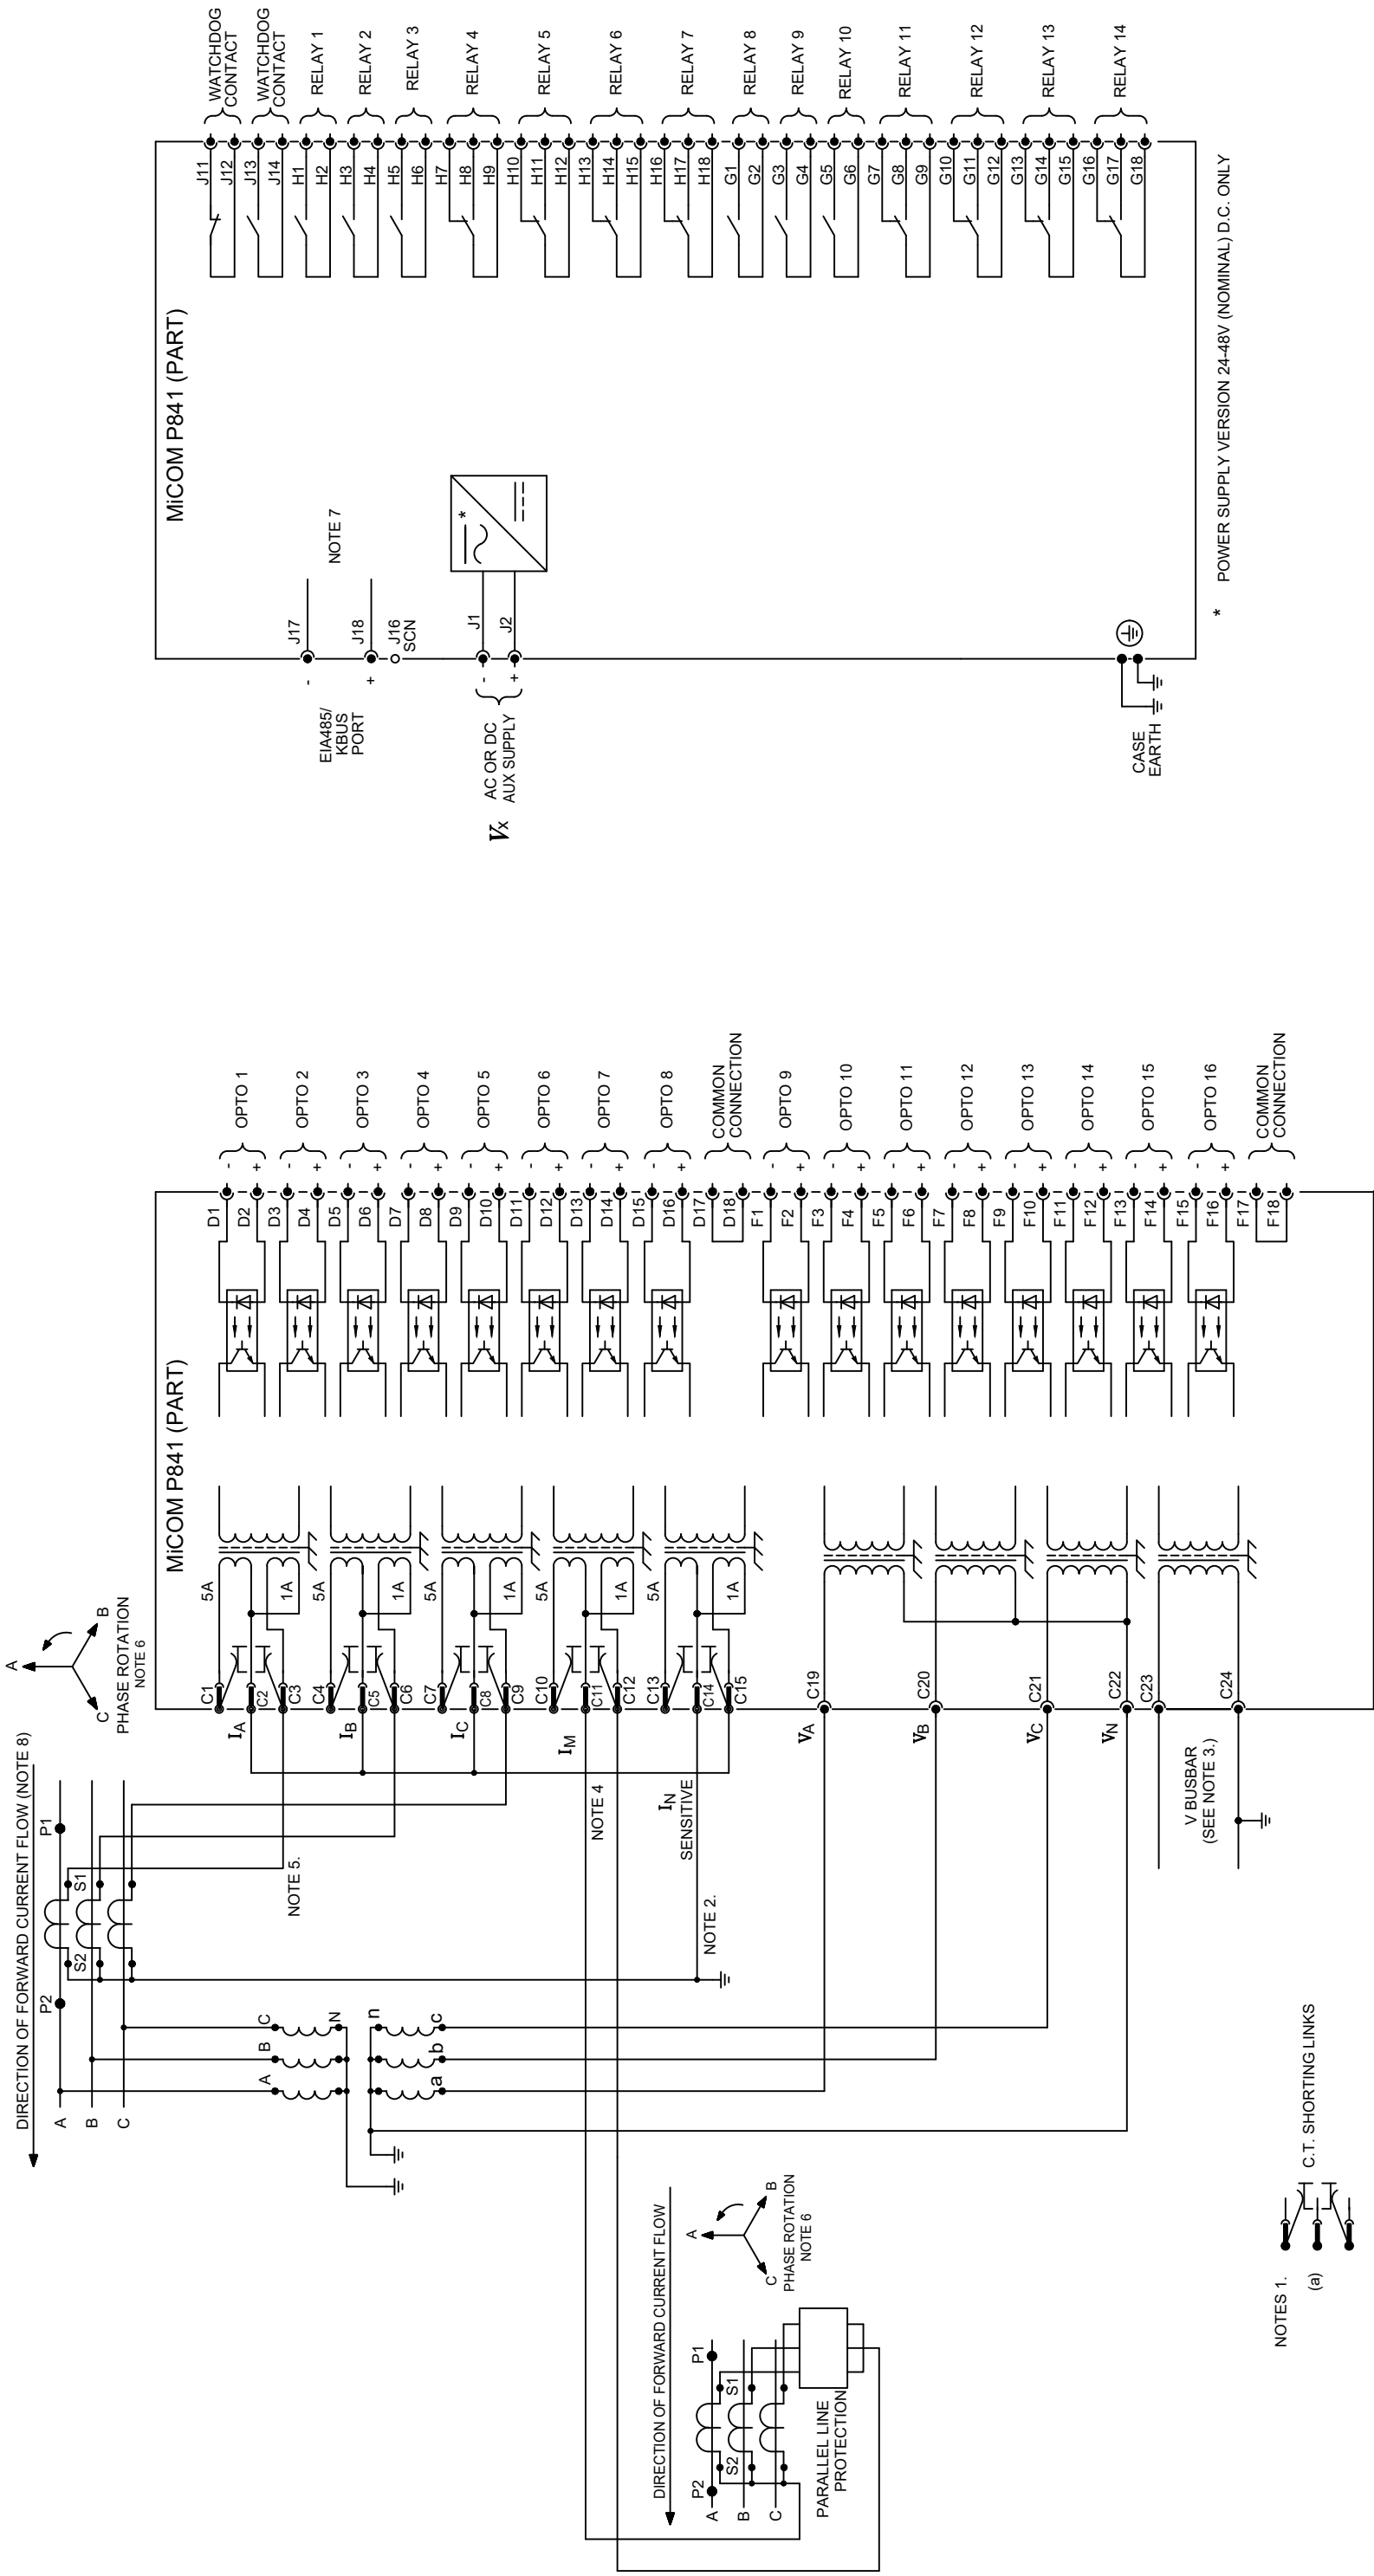 DIRECTION OF FORWARD CURRENT FLOW (NOTE 8)
A
B
C
PHASE ROTATION
NOTE 6
P2
P1
S2
S1
A
B
C
A
B
C
N
n
a
b
c
NOTE 5.
NOTE 4
NOTE 2.
DIRECTION OF FORWARD CURRENT FLOW
A
B
C
PHASE ROTATION
NOTE 6
P2
P1
S2
S1
A
B
C
PARALLEL LINE
PROTECTION
NOTES 1.
(a)
C.T. SHORTING LINKS
MiCOM P841 (PART)
IA
IB
IC
IM
IN
SENSITIVE
VA
VB
VC
VN
V BUSBAR
(SEE NOTE 3.)
C1
C2
C3
C4
C5
C6
C7
C8
C9
C10
C11
C12
C13
C14
C15
C19
C20
C21
C22
C23
C24
5A
1A
5A
1A
5A
1A
5A
1A
5A
1A
D1
-
D2
+
OPTO 1
D3
-
D4
+
OPTO 2
D5
-
D6
+
OPTO 3
D7
-
D8
+
OPTO 4
D9
-
D10
+
OPTO 5
D11
-
D12
+
OPTO 6
D13
-
D14
+
OPTO 7
D15
-
D16
+
OPTO 8
D17
D18
COMMON
CONNECTION
F1
-
F2
+
OPTO 9
F3
-
F4
+
OPTO 10
F5
-
F6
+
OPTO 11
F7
-
F8
+
OPTO 12
F9
-
F10
+
OPTO 13
F11
-
F12
+
OPTO 14
F13
-
F14
+
OPTO 15
F15
-
F16
+
OPTO 16
F17
F18
COMMON
CONNECTION
MiCOM P841 (PART)
EIA485/
KBUS
PORT
-
J17
+
J18
J16
SCN
NOTE 7
Vx
AC OR DC
AUX SUPPLY
-
J1
+
J2
*
CASE
EARTH
J11
J12
WATCHDOG
CONTACT
J13
J14
WATCHDOG
CONTACT
H1
H2
RELAY 1
H3
H4
RELAY 2
H5
H6
RELAY 3
H7
H8
H9
RELAY 4
H10
H11
H12
RELAY 5
H13
H14
H15
RELAY 6
H16
H17
H18
RELAY 7
G1
G2
RELAY 8
G3
G4
RELAY 9
G5
G6
RELAY 10
G7
G8
G9
RELAY 11
G10
G11
G12
RELAY 12
G13
G14
G15
RELAY 13
G16
G17
G18
RELAY 14
* POWER SUPPLY VERSION 24-48V (NOMINAL) D.C. ONLY